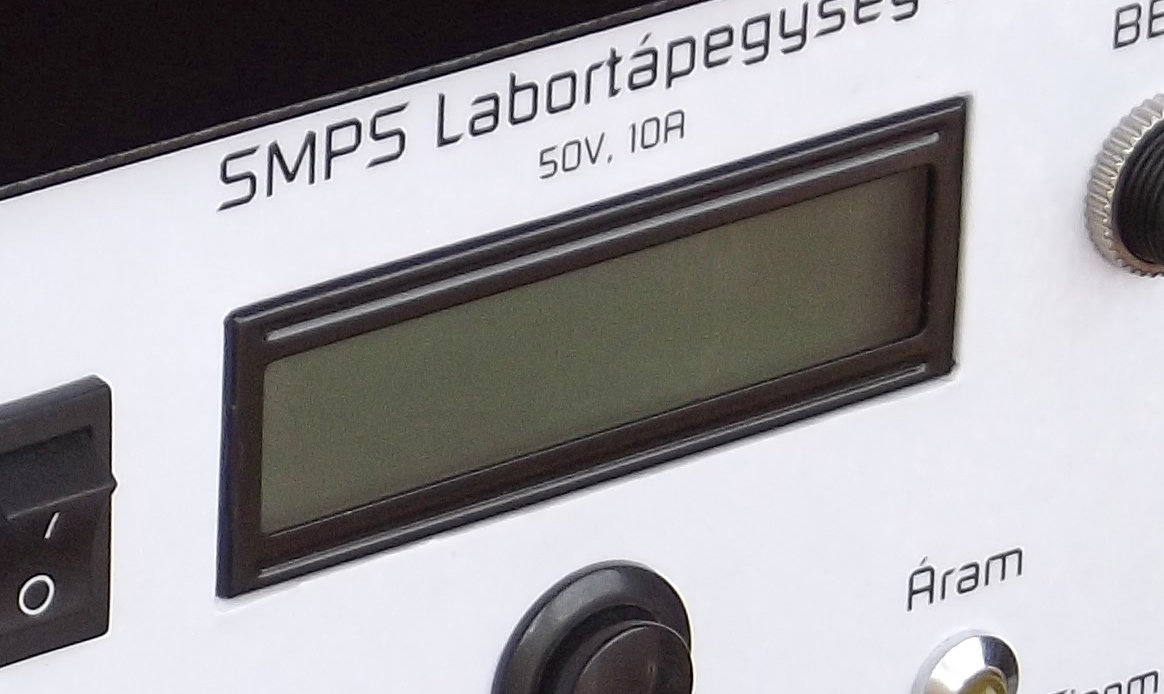 SMPS Labortápegység
50V, 10A
Áram